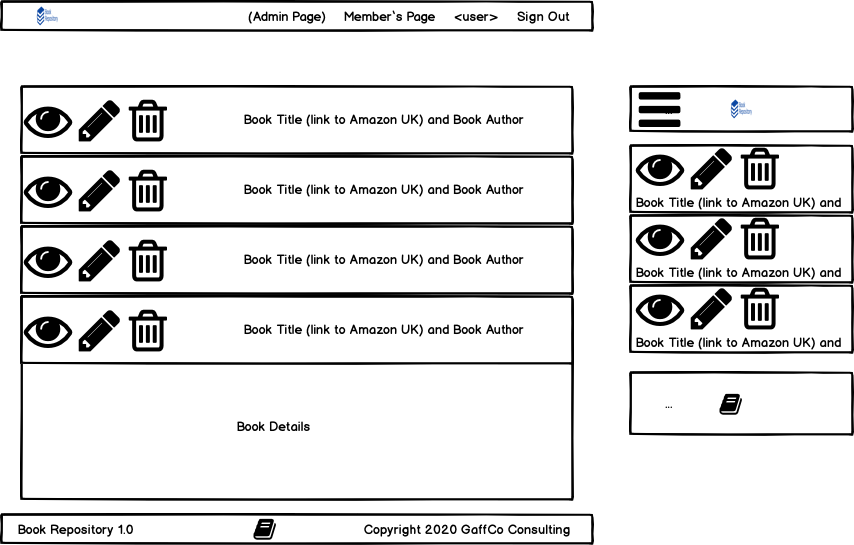 Book
Repository
(Admin Page) Member's Page <user> Sign Out
Book Title (link to Amazon UK) and Book Author
Book Title (link to Amazon UK) and Book Author
Book Title (link to Amazon UK) and Book Author
Book Title (link to Amazon UK) and Book Author
Book Details
Book Repository 1.0
Copyright 2020 GaffCo Consulting
...
Book
Repository
Book Title (link to Amazon UK) and
Book Title (link to Amazon UK) and
Book Title (link to Amazon UK) and
...